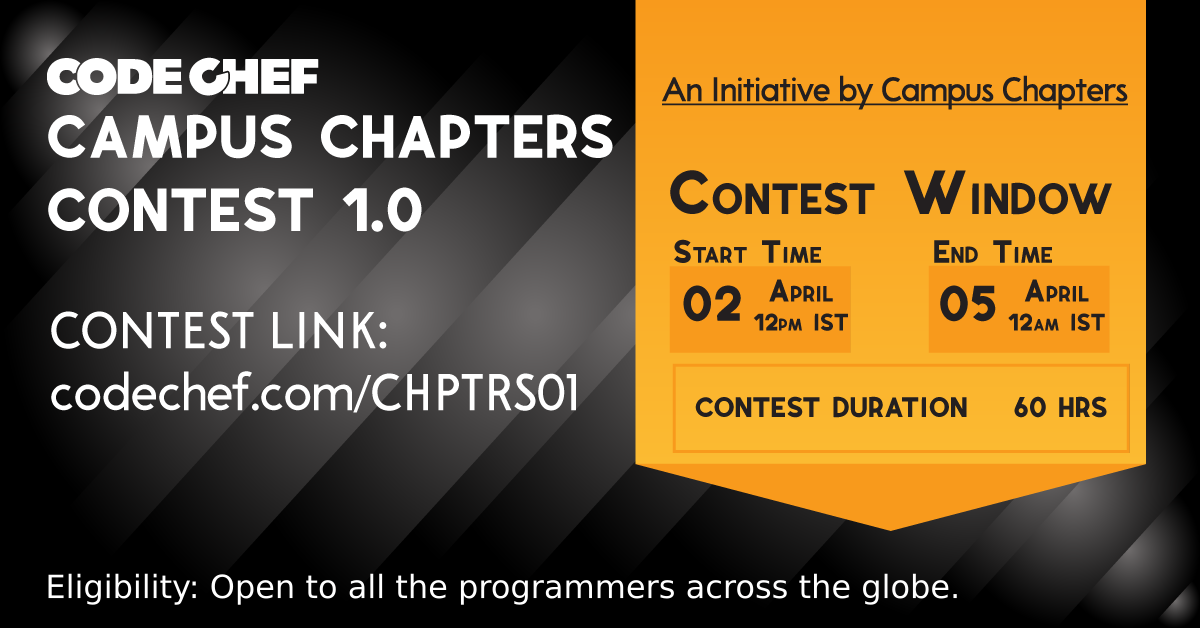 CODECHEF
CAMPUS CHAPTERS
CONTEST 1.0
CONTEST LINK:
codechef.com/CHPTRS01
An Initiative by Campus Chapters
CONTEST WINDOW
START TIME
02 APRIL
12PM IST
END TIME
05 APRIL
12AM IST
CONTEST DURATION 60 HRS
Eligibility: Open to all the programmers across the globe.